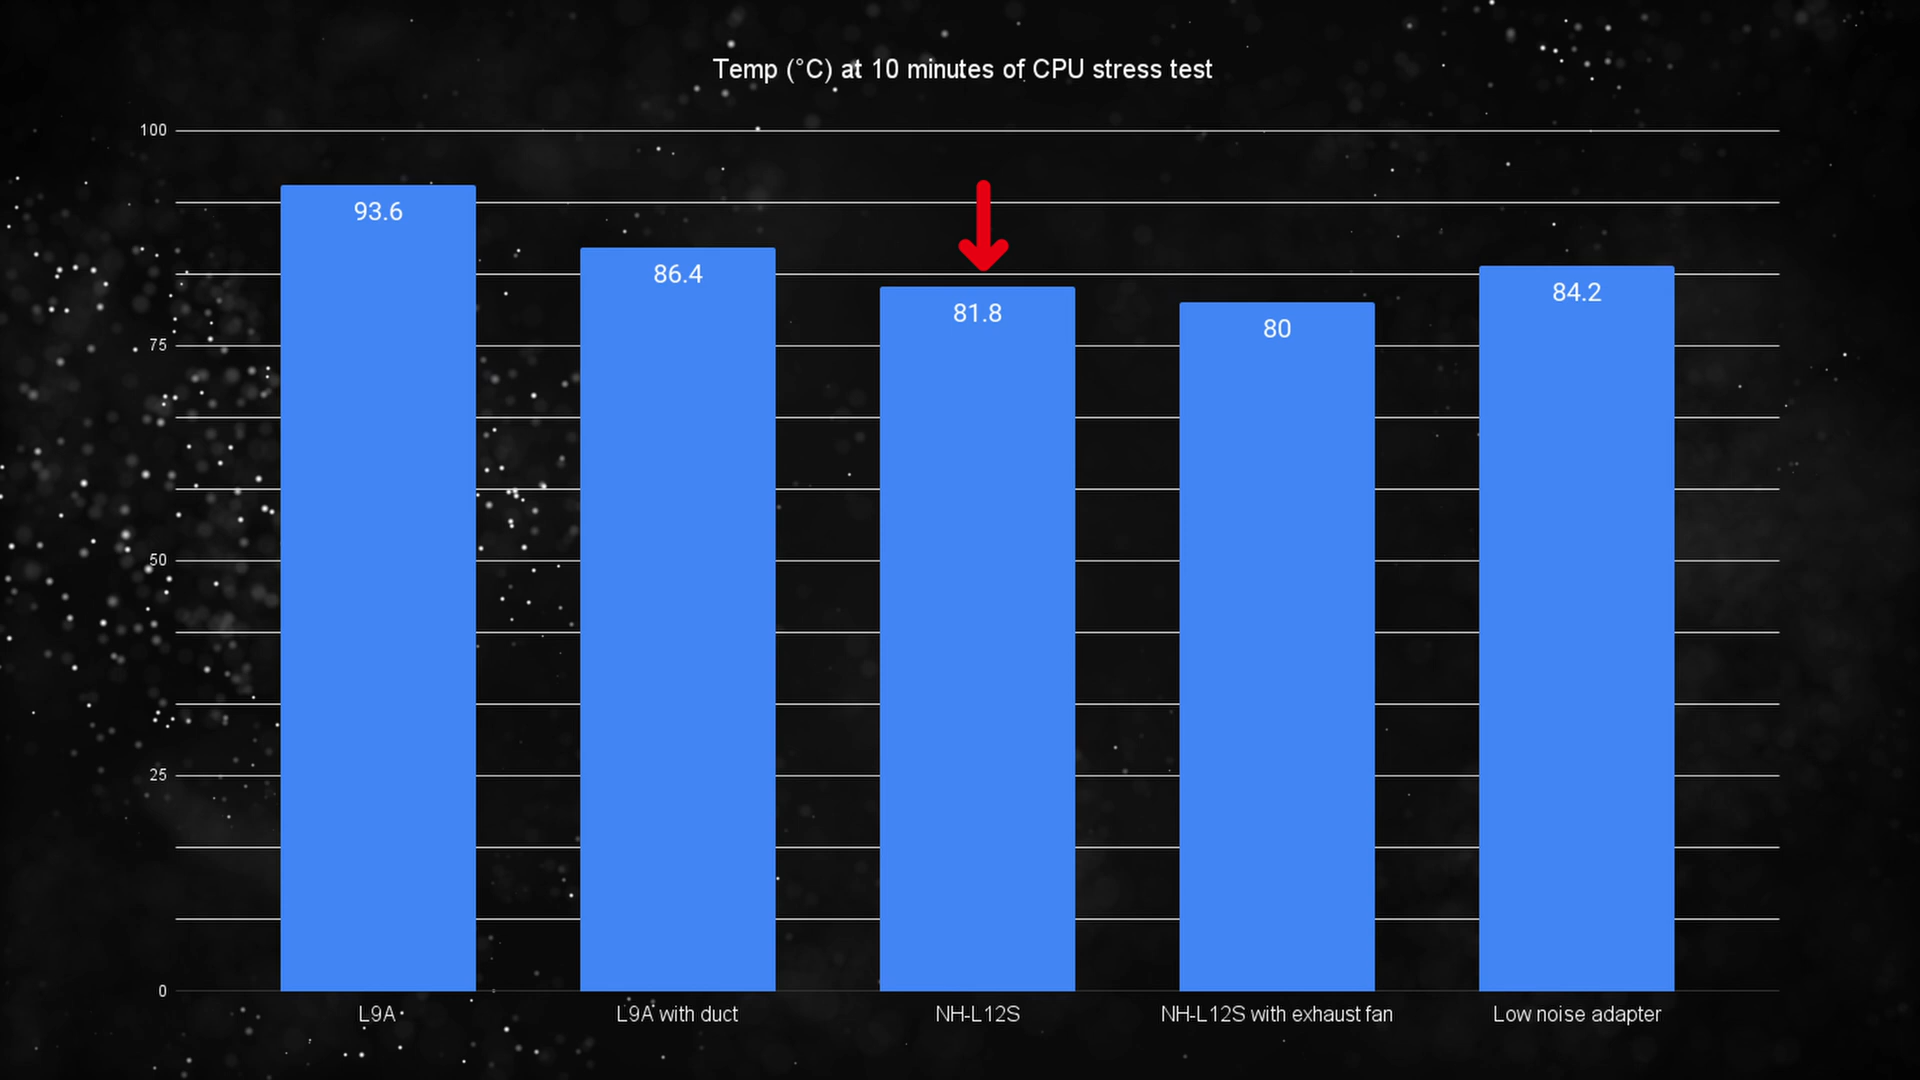 Temp (°C) at 10 minutes of CPU stress test
100
75
50
25
0
93.6
86.4
81.8
80
84.2
L9A
L9A with duct
NH-L12S
NH-L12S with exhaust fan
Low noise adapter